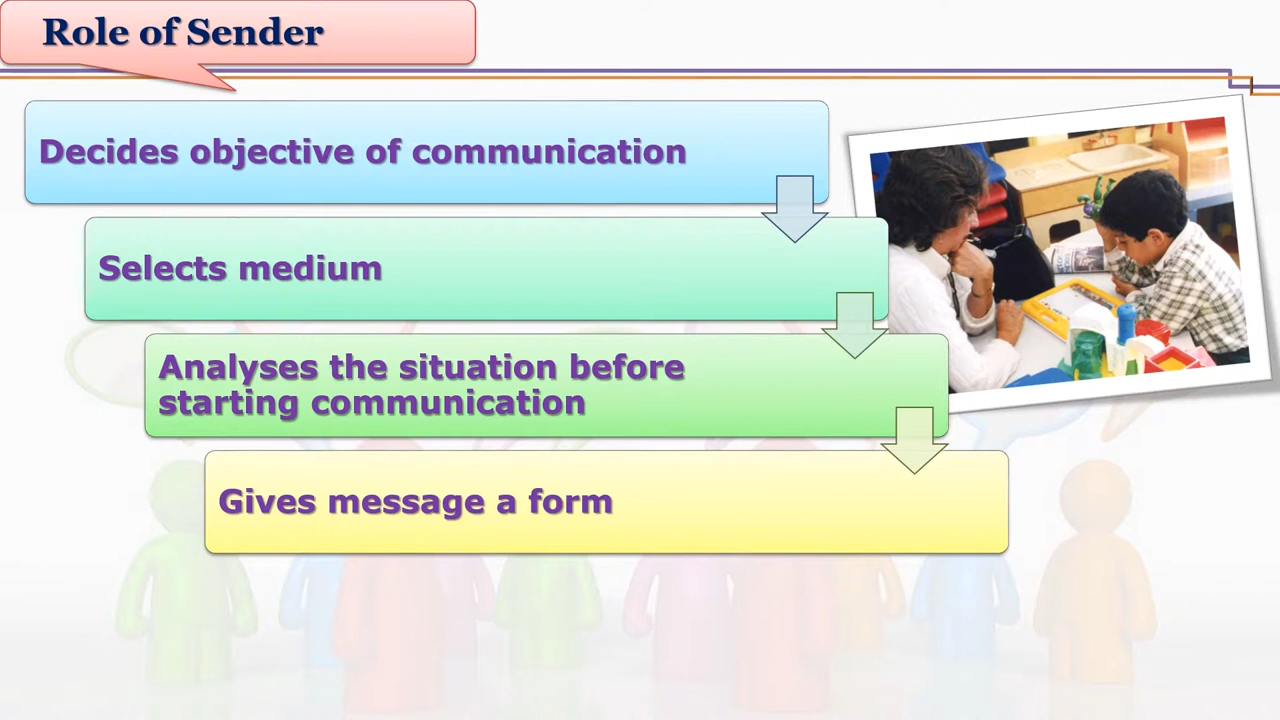 Role of Sender
Decides objective of communication
Selects medium
Analyses the situation before
starting communication
Gives message a form